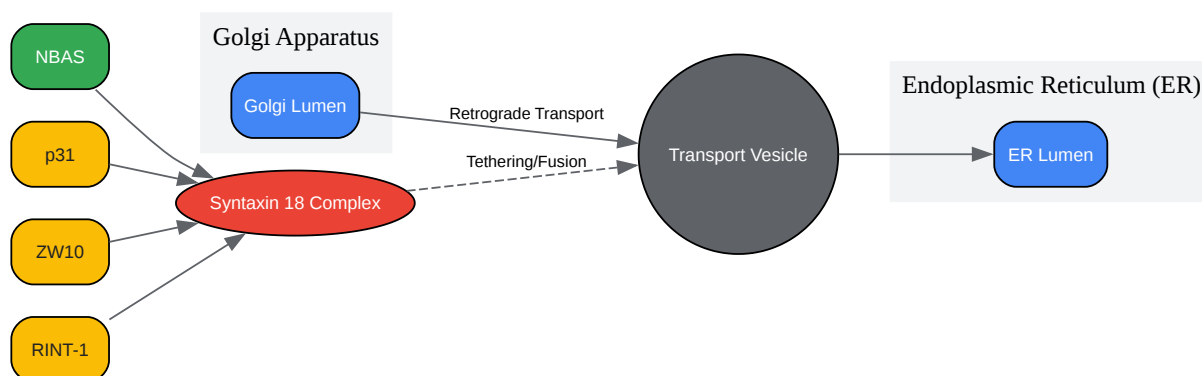 NBAS
Golgi Apparatus
Golgi Lumen
Retrograde Transport
Endoplasmic Reticulum (ER)
p31
Tethering/Fusion
Transport Vesicle
ER Lumen
Syntaxin 18 Complex
ZW10
RINT-1